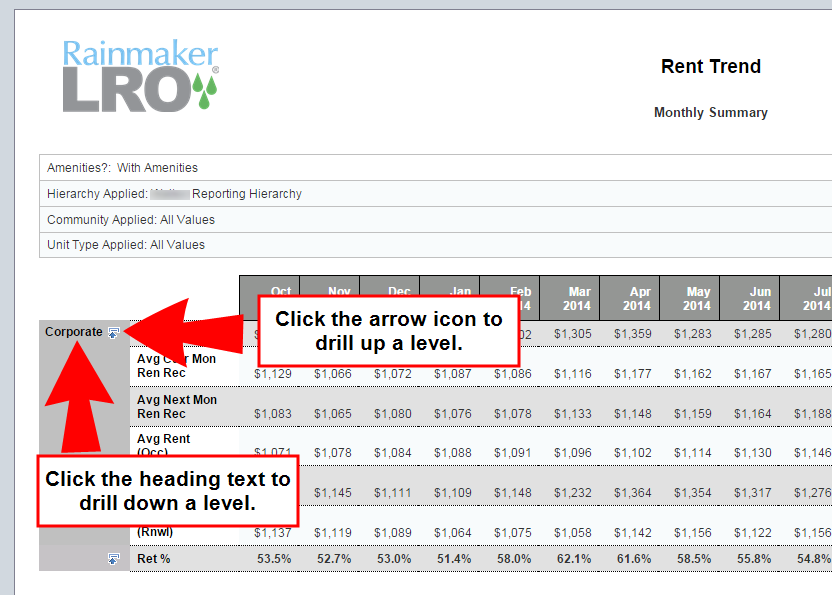 Rainmaker
LRO®
Rent Trend
Monthly Summary
Amenities?: With Amenities
Hierarchy Applied: Reporting Hierarchy
Community Applied: All Values
Unit Type Applied: All Values
Oct Nov Dec Jan Feb Mar Apr May Jun Jul
14 2014 2014 2014 2014 2014
Click the arrow icon to
drill up a level.
Corporate $ 02 $1,305 $1,359 $1,283 $1,285 $1,280
Avg Curr Mon
Ren Rec $1,129 $1,066 $1,072 $1,087 $1,086 $1,116 $1,177 $1,162 $1,167 $1,165
Avg Next Mon
Ren Rec $1,083 $1,065 $1,080 $1,076 $1,078 $1,133 $1,148 $1,159 $1,164 $1,188
Avg Rent
(Occ) $1,071 $1,078 $1,084 $1,088 $1,091 $1,096 $1,102 $1,114 $1,130 $1,146
Click the heading text to
drill down a level.
$1,145 $1,111 $1,109 $1,148 $1,232 $1,364 $1,354 $1,317 $1,276
(Rnwl) $1,137 $1,119 $1,089 $1,064 $1,075 $1,058 $1,142 $1,156 $1,122 $1,156
Ret % 53.5% 52.7% 53.0% 51.4% 58.0% 62.1% 61.6% 58.5% 55.8% 54.8%